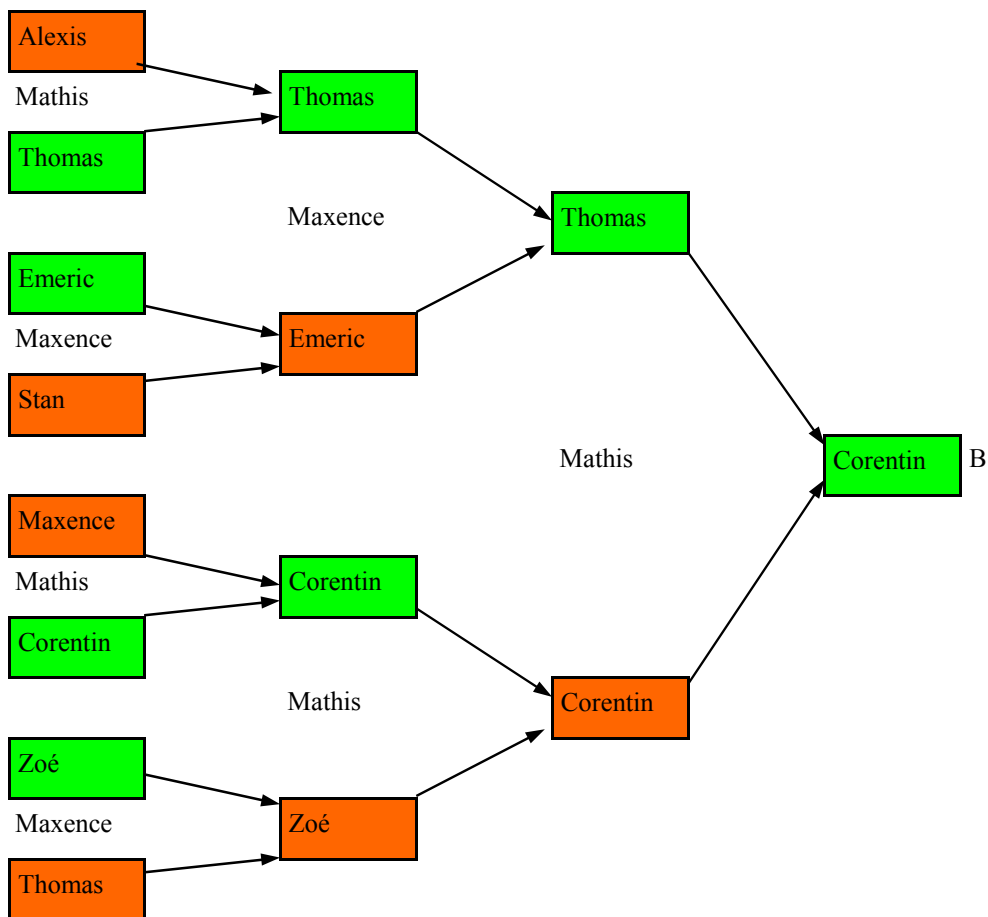 Alexis
Mathis
Thomas
Emeric
Maxence
Stan
Maxence
Mathis
Corentin
Zoé
Maxence
Thomas
Thomas
Maxence
Emeric
Corentin
Mathis
Zoé
Thomas
Mathis
Corentin
Corentin B